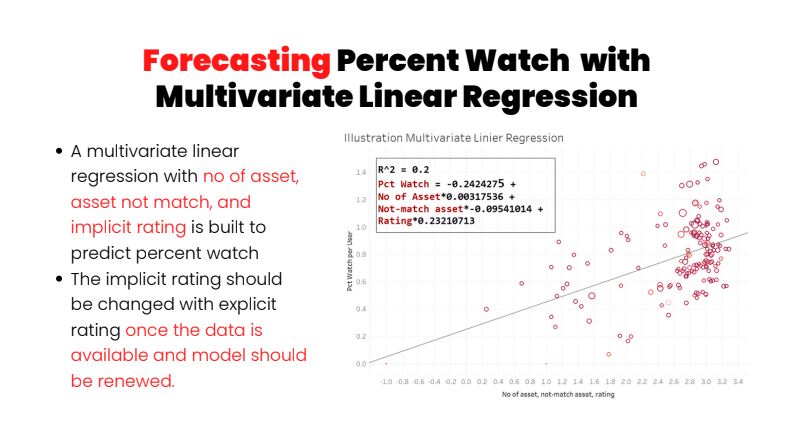 Forecasting Percent Watch with
Multivariate Linear Regression
• A multivariate linear
regression with no of asset,
asset not match, and
implicit rating is built to
predict percent watch
• The implicit rating should
be changed with explicit
rating once the data is
available and model should
be renewed.
Illustration Multivariate Linier Regression
R^2 = 0.2
Pct Watch = -0.2424275 +
No of Asset*0.00317536 +
Not-match asset*-0.09541014 +
Rating*0.23210713
Pct Watch per User
1.4
1.2
1.0
0.8
0.6
0.4
0.2
0.0
-1.0 -0.8 -0.6 -0.4 -0.2 0.0 0.2 0.4 0.6 0.8 1.0 1.2 1.4 1.6 1.8 2.0 2.2 2.4 2.6 2.8 3.0 3.2 3.4
No of asset, not-match asset, rating